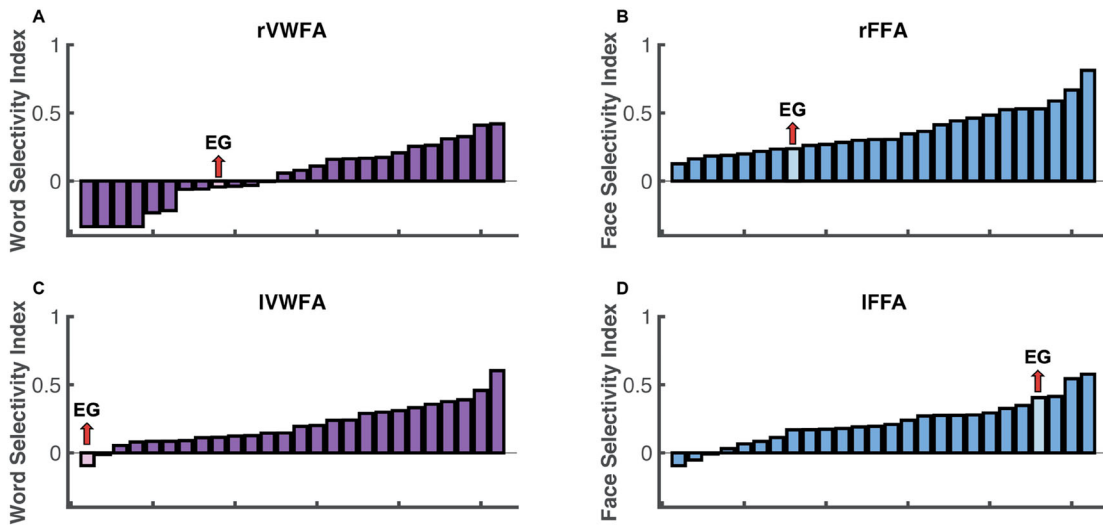 A
rVWFA
Word Selectivity Index
1
0.5
0
EG
B
rFFA
Face Selectivity Index
1
0.5
0
EG
C
lVWFA
Word Selectivity Index
1
0.5
0
EG
D
lFFA
Face Selectivity Index
1
0.5
0
EG